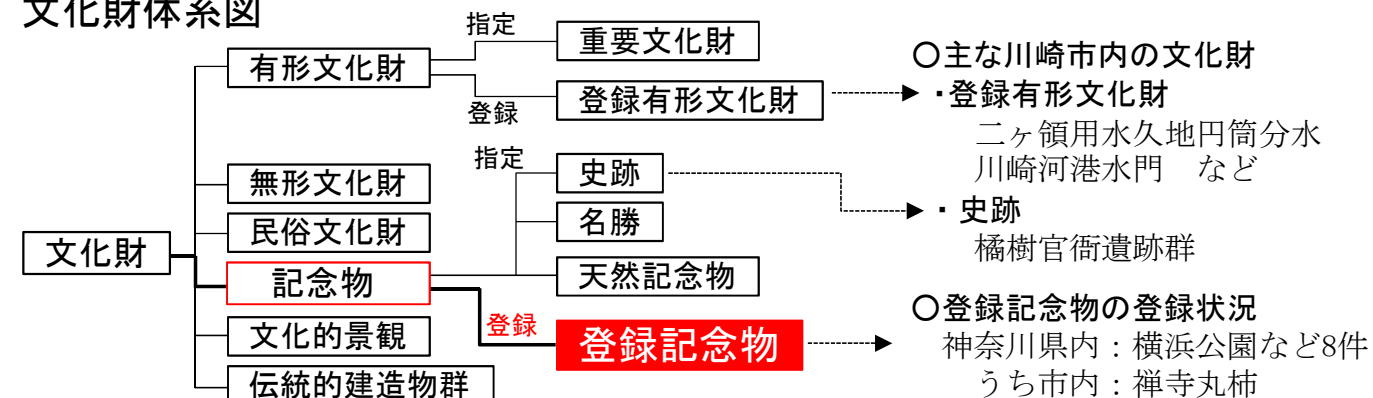 文化財体系図
文化財
有形文化財
無形文化財
民俗文化財
記念物
文化的景観
伝統的建造物群
指定
重要文化財
登録
登録有形文化財
指定
史跡
名勝
天然記念物
登録
登録記念物
○主な川崎市内の文化財
・登録有形文化財
二ヶ領用水久地円筒分水
川崎河港水門　など
・史跡
橘樹官衙遺跡群
○登録記念物の登録状況
神奈川県内：横浜公園など8件
うち市内：禅寺丸柿